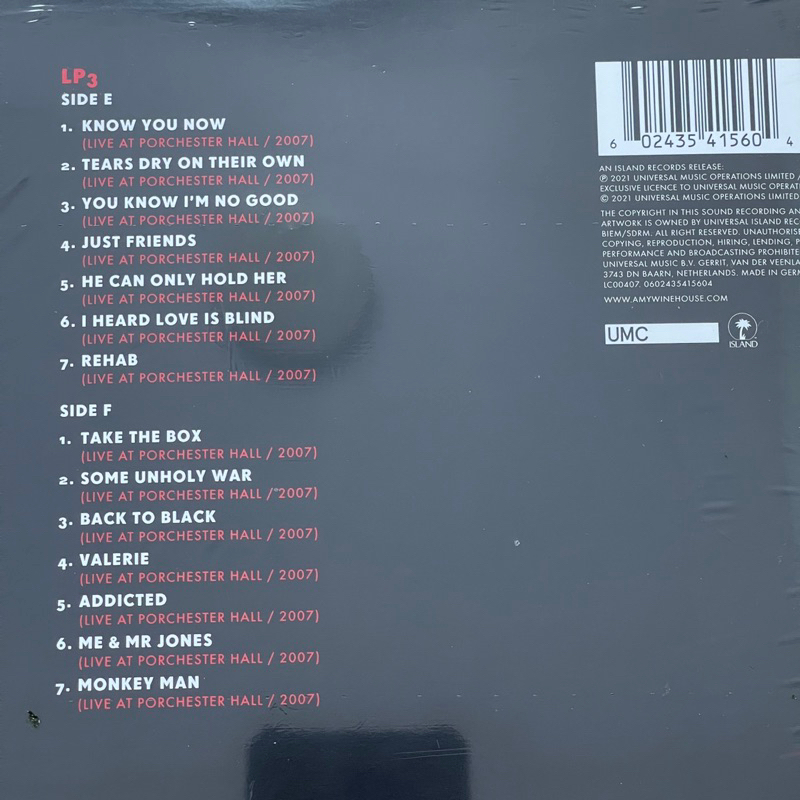 LP3
SIDE E
1. KNOW YOU NOW
(LIVE AT PORCHESTER HALL / 2007)
2. TEARS DRY ON THEIR OWN
(LIVE AT PORCHESTER HALL / 2007)
3. YOU KNOW I'M NO GOOD
(LIVE AT PORCHESTER HALL / 2007)
4. JUST FRIENDS
(LIVE AT PORCHESTER HALL / 2007)
5. HE CAN ONLY HOLD HER
(LIVE AT PORCHESTER HALL / 2007)
6. I HEARD LOVE IS BLIND
(LIVE AT PORCHESTER HALL / 2007)
7. REHAB
(LIVE AT PORCHESTER HALL / 2007)
SIDE F
1. TAKE THE BOX
(LIVE AT PORCHESTER HALL / 2007)
2. SOME UNHOLY WAR
(LIVE AT PORCHESTER HALL / 2007)
3. BACK TO BLACK
(LIVE AT PORCHESTER HALL / 2007)
4. VALERIE
(LIVE AT PORCHESTER HALL / 2007)
5. ADDICTED
(LIVE AT PORCHESTER HALL / 2007)
6. ME & MR JONES
(LIVE AT PORCHESTER HALL / 2007)
7. MONKEY MAN
(LIVE AT PORCHESTER HALL / 2007)
6 02435 41560 4
AN ISLAND RECORDS RELEASE:
℗ 2021 UNIVERSAL MUSIC OPERATIONS LIMITED /
EXCLUSIVE LICENCE TO UNIVERSAL MUSIC
© 2021 UNIVERSAL MUSIC OPERATIONS LIMITED
THE COPYRIGHT IN THIS SOUND RECORDING
ARTWORK IS OWNED BY UNIVERSAL ISLAND
BIEM/SDRM. ALL RIGHT RESERVED.
COPYING, REPRODUCTION, HIRING, LENDING,
PERFORMANCE AND BROADCASTING
UNIVERSAL MUSIC B.V. GERRIT, VAN DER
3743 DN BAARN, NETHERLANDS. MADE IN
LC00407. 0602435415604
WWW.AMYWINEHOUSE.COM
UMC
ISLAND